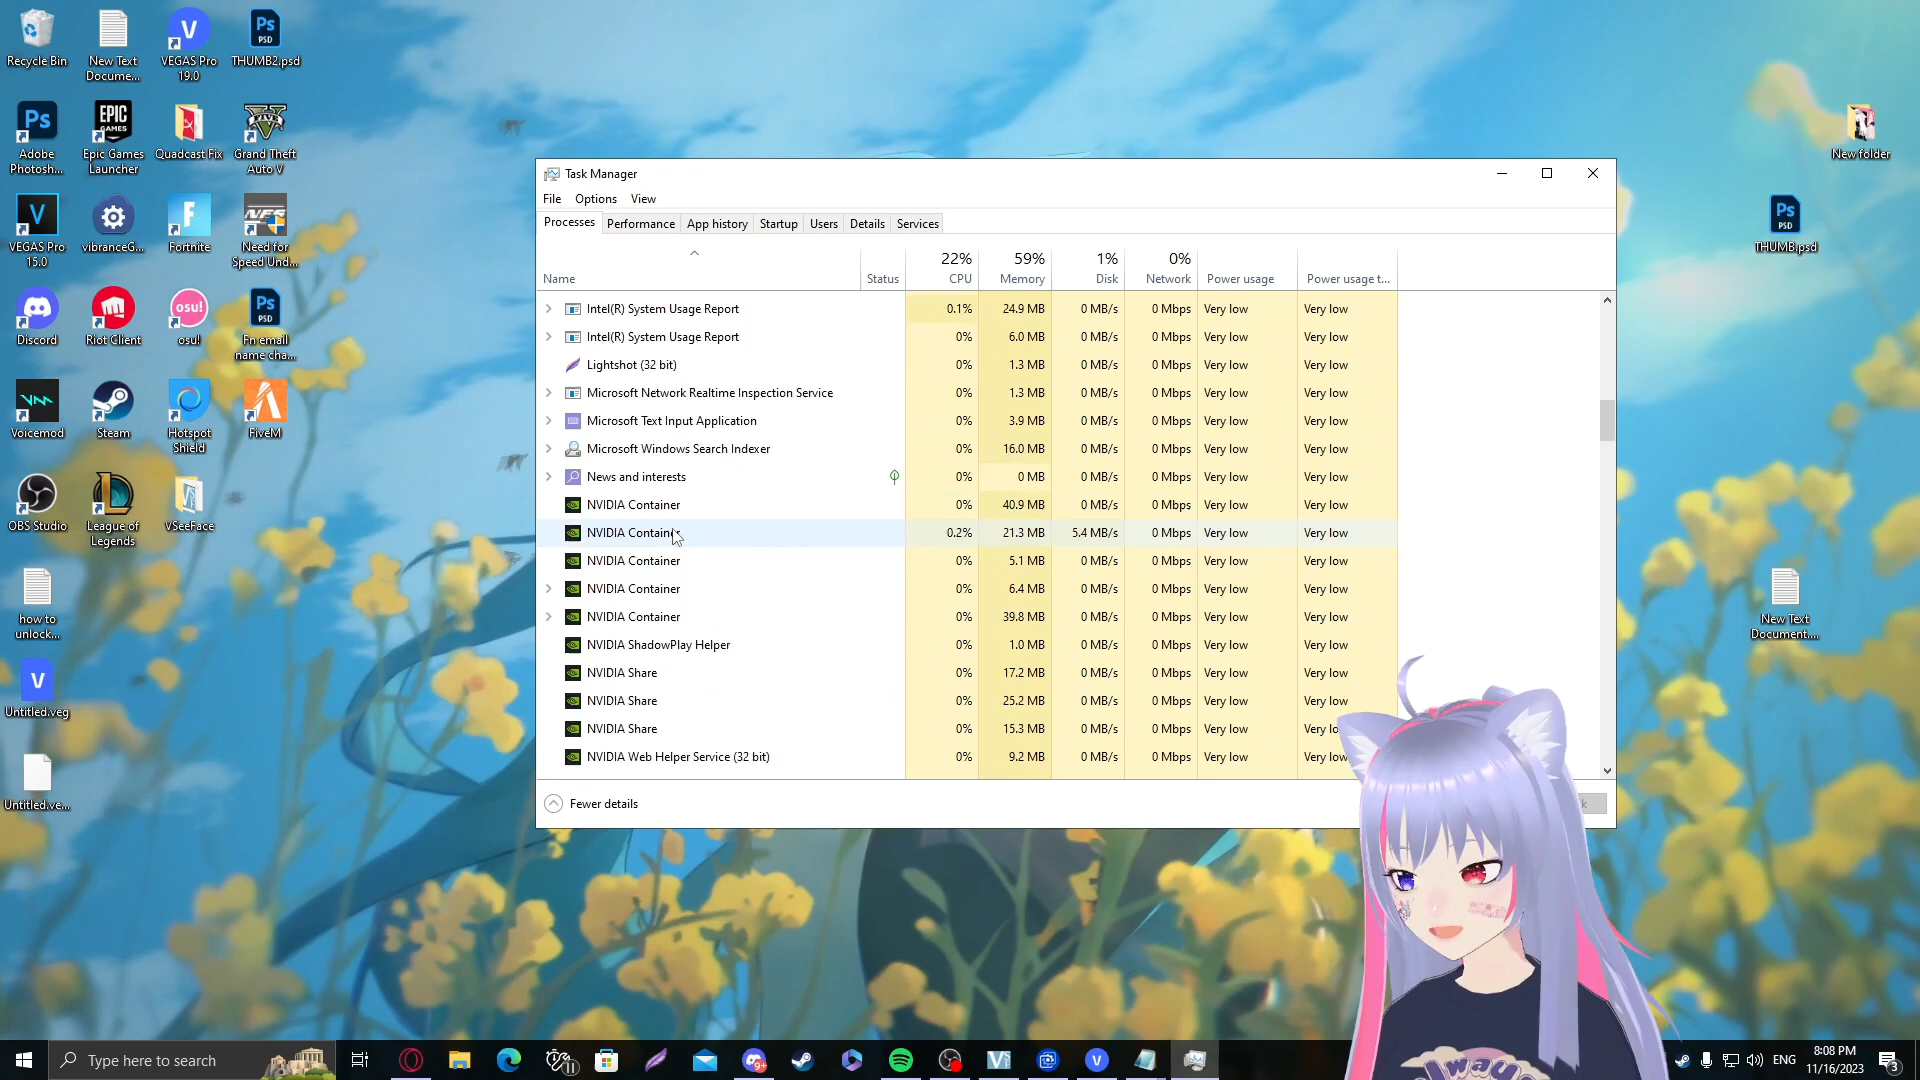 Recycle Bin
New Text
Docume...
VEGAS Pro
19.0
THUMB2.psd
Adobe
Photosh...
Epic Games
Launcher
Quadcast Fix
Grand Theft
Auto V
VEGAS Pro
15.0
vibranceG...
Fortnite
Need for
Speed Und...
Discord
Riot Client
osu!
Fn email
name cha...
Voicemod
Steam
Hotspot
Shield
FiveM
OBS Studio
League of
Legends
VSeeFace
how to
unlock...
Untitled.veg
Untitled.ve...
New folder
THUMB.psd
New Text
Document....
Task Manager
File Options View
Processes Performance App history Startup Users Details Services
22% 59% 1% 0%
Name Status CPU Memory Disk Network Power usage Power usage t...
Intel(R) System Usage Report 0.1% 24.9 MB 0 MB/s 0 Mbps Very low Very low
Intel(R) System Usage Report 0% 6.0 MB 0 MB/s 0 Mbps Very low Very low
Lightshot (32 bit) 0% 1.3 MB 0 MB/s 0 Mbps Very low Very low
Microsoft Network Realtime Inspection Service 0% 1.3 MB 0 MB/s 0 Mbps Very low Very low
Microsoft Text Input Application 0% 3.9 MB 0 MB/s 0 Mbps Very low Very low
Microsoft Windows Search Indexer 0% 16.0 MB 0 MB/s 0 Mbps Very low Very low
News and interests 0% 0 MB 0 MB/s 0 Mbps Very low Very low
NVIDIA Container 0% 40.9 MB 0 MB/s 0 Mbps Very low Very low
NVIDIA Container 0.2% 21.3 MB 5.4 MB/s 0 Mbps Very low Very low
NVIDIA Container 0% 5.1 MB 0 MB/s 0 Mbps Very low Very low
NVIDIA Container 0% 6.4 MB 0 MB/s 0 Mbps Very low Very low
NVIDIA Container 0% 39.8 MB 0 MB/s 0 Mbps Very low Very low
NVIDIA ShadowPlay Helper 0% 1.0 MB 0 MB/s 0 Mbps Very low Very low
NVIDIA Share 0% 17.2 MB 0 MB/s 0 Mbps Very low Very low
NVIDIA Share 0% 25.2 MB 0 MB/s 0 Mbps Very low Very low
NVIDIA Share 0% 15.3 MB 0 MB/s 0 Mbps Very low Very lo
NVIDIA Web Helper Service (32 bit) 0% 9.2 MB 0 MB/s 0 Mbps Very low Very low
Fewer details
Type here to search
ENG
8:08 PM
11/16/2023
3